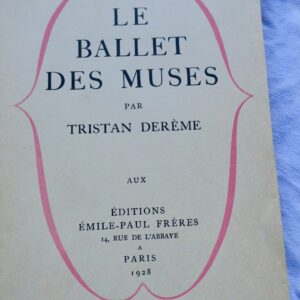 LE
BALLET
DES MUSES
PAR
TRISTAN DERÈME
AUX
ÉDITIONS
ÉMILE-PAUL FRÈRES
14, RUE DE L'ABBAYE
A
PARIS
1928